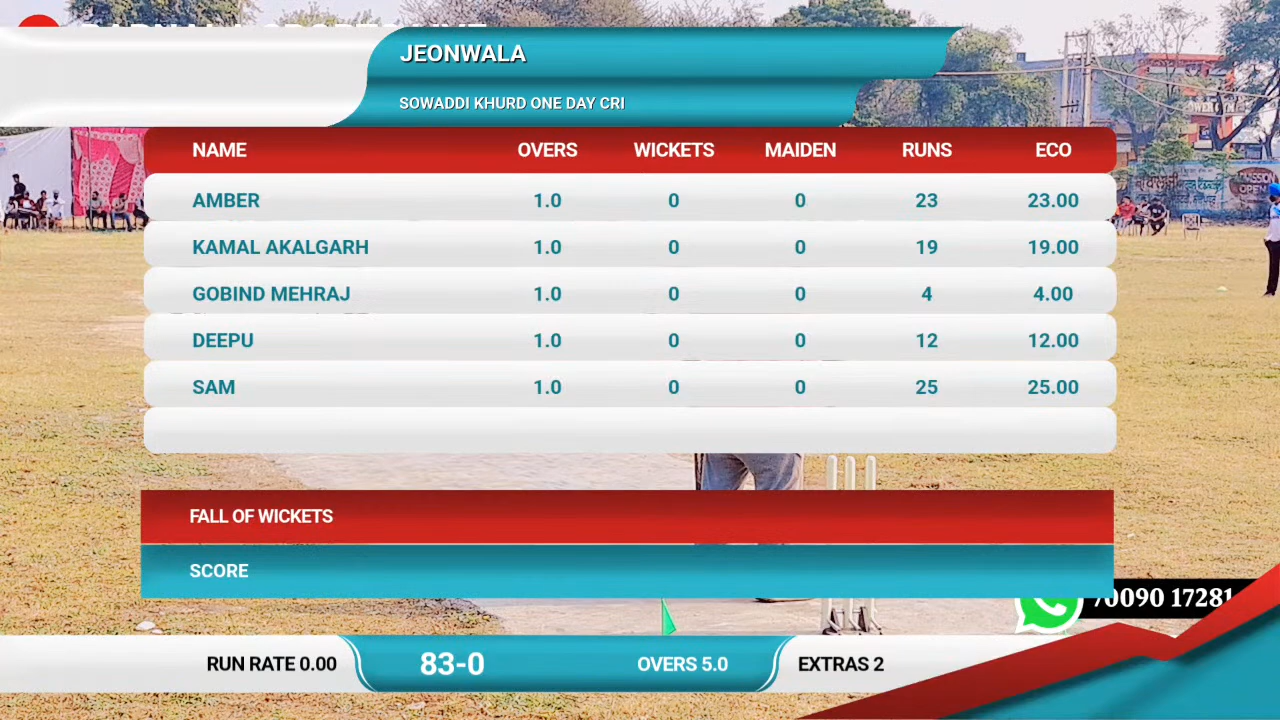 JEONWALA
SOWADDI KHURD ONE DAY CRI
NAME OVERS WICKETS MAIDEN RUNS ECO
AMBER 1.0 0 0 23 23.00
KAMAL AKALGARH 1.0 0 0 19 19.00
GOBIND MEHRAJ 1.0 0 0 4 4.00
DEEPU 1.0 0 0 12 12.00
SAM 1.0 0 0 25 25.00
FALL OF WICKETS
SCORE
70090 17281
RUN RATE 0.00 83-0 OVERS 5.0 EXTRAS 2